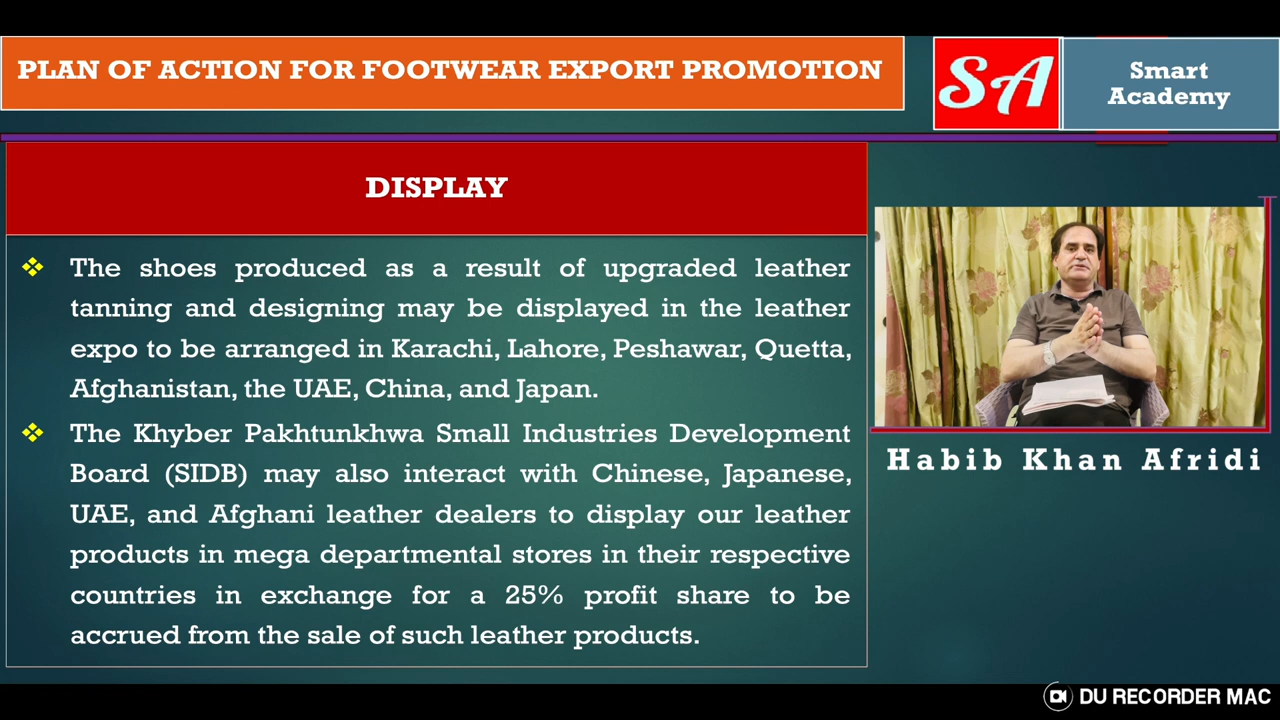 PLAN OF ACTION FOR FOOTWEAR EXPORT PROMOTION
SA
Smart
Academy
DISPLAY
The shoes produced as a result of upgraded leather
tanning and designing may be displayed in the leather
expo to be arranged in Karachi, Lahore, Peshawar, Quetta,
Afghanistan, the UAE, China, and Japan.
The Khyber Pakhtunkhwa Small Industries Development
Board (SIDB) may also interact with Chinese, Japanese,
UAE, and Afghani leather dealers to display our leather
products in mega departmental stores in their respective
countries in exchange for a 25% profit share to be
accrued from the sale of such leather products.
Habib Khan Afridi
DU RECORDER MAC